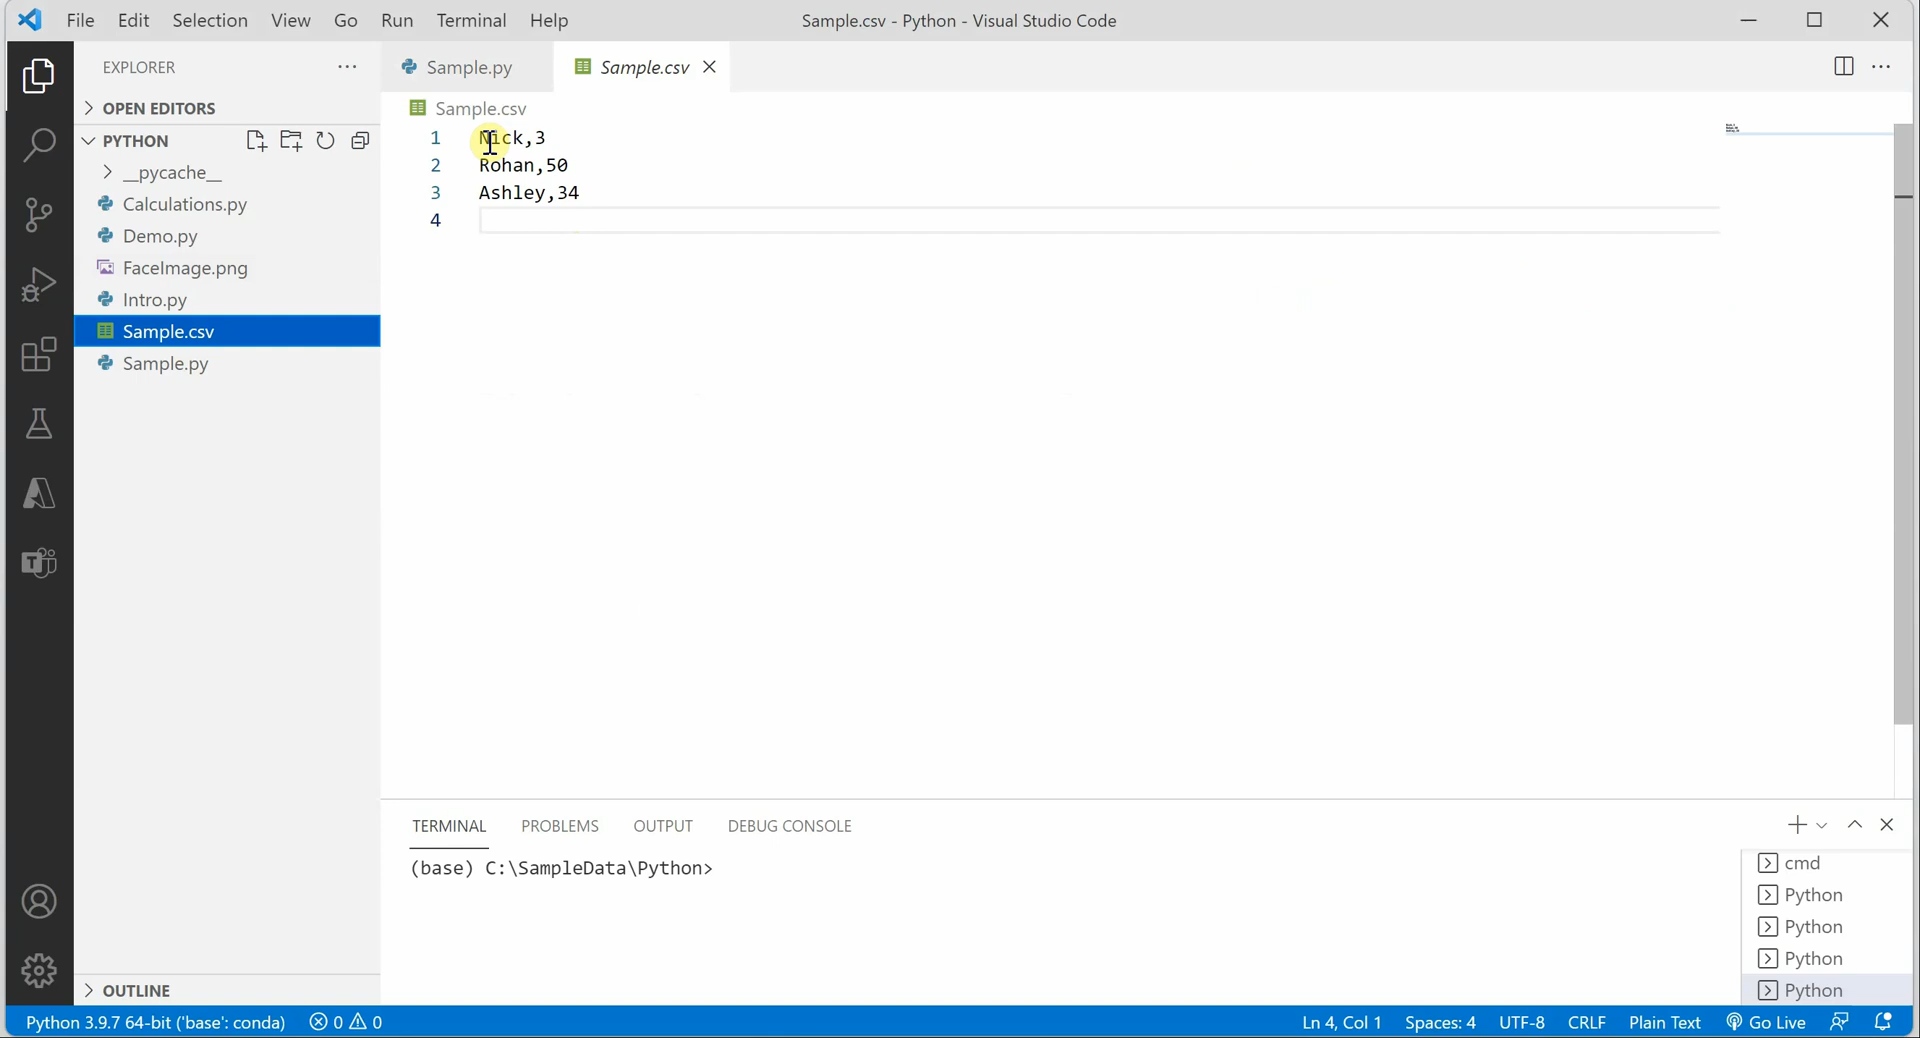 File Edit Selection View Go Run Terminal Help
Sample.csv - Python - Visual Studio Code
EXPLORER
OPEN EDITORS
PYTHON
__pycache__
Calculations.py
Demo.py
FaceImage.png
Intro.py
Sample.csv
Sample.py
OUTLINE
Sample.py
Sample.csv
Sample.csv
1 Nick,3
2 Rohan,50
3 Ashley,34
4
TERMINAL PROBLEMS OUTPUT DEBUG CONSOLE
(base) C:\SampleData\Python>
cmd
Python
Python
Python
Python
Python 3.9.7 64-bit ('base': conda) 0 0 Ln 4, Col 1 Spaces: 4 UTF-8 CRLF Plain Text Go Live